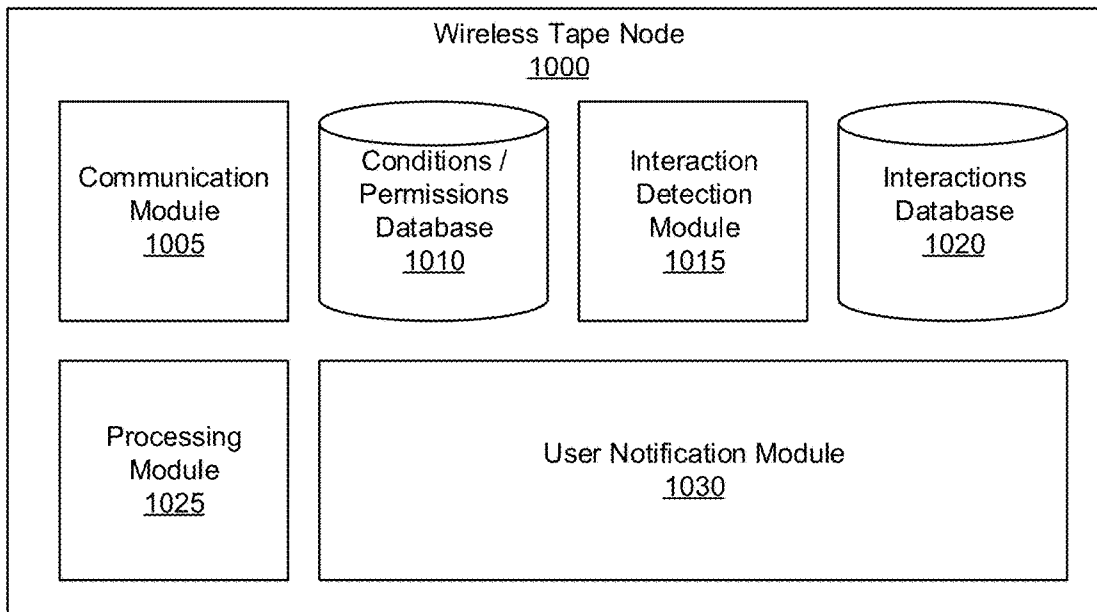 Wireless Tape Node
1000
Communication
Module
1005
Conditions /
Permissions
Database
1010
Interaction
Detection
Module
1015
Interactions
Database
1020
Processing
Module
1025
User Notification Module
1030